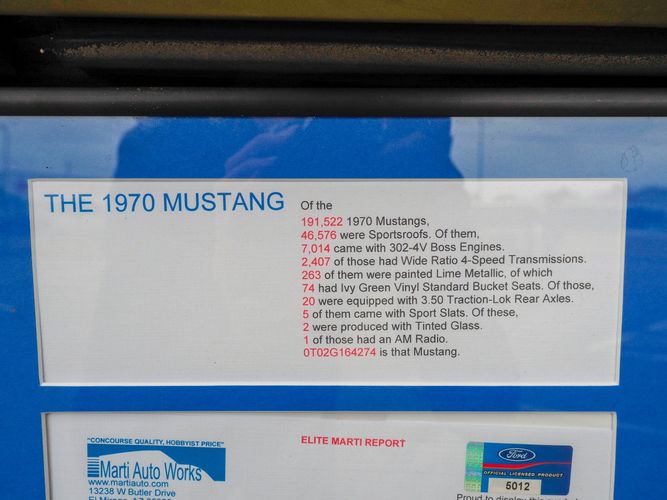 THE 1970 MUSTANG
Of the
191,522 1970 Mustangs,
46,576 were Sportsroofs. Of them,
7,014 came with 302-4V Boss Engines.
2,407 of those had Wide Ratio 4-Speed Transmissions.
263 of them were painted Lime Metallic, of which
74 had Ivy Green Vinyl Standard Bucket Seats. Of those,
20 were equipped with 3.50 Traction-Lok Rear Axles.
5 of them came with Sport Slats. Of these,
2 were produced with Tinted Glass.
1 of those had an AM Radio.
0T02G164274 is that Mustang.
"CONCOURSE QUALITY, HOBBYIST PRICE"
Marti Auto Works
www.martiauto.com
13238 W Butler Drive
ELITE MARTI REPORT
Ford
OFFICIAL LICENSED PRODUCT
5012
Proud to display this